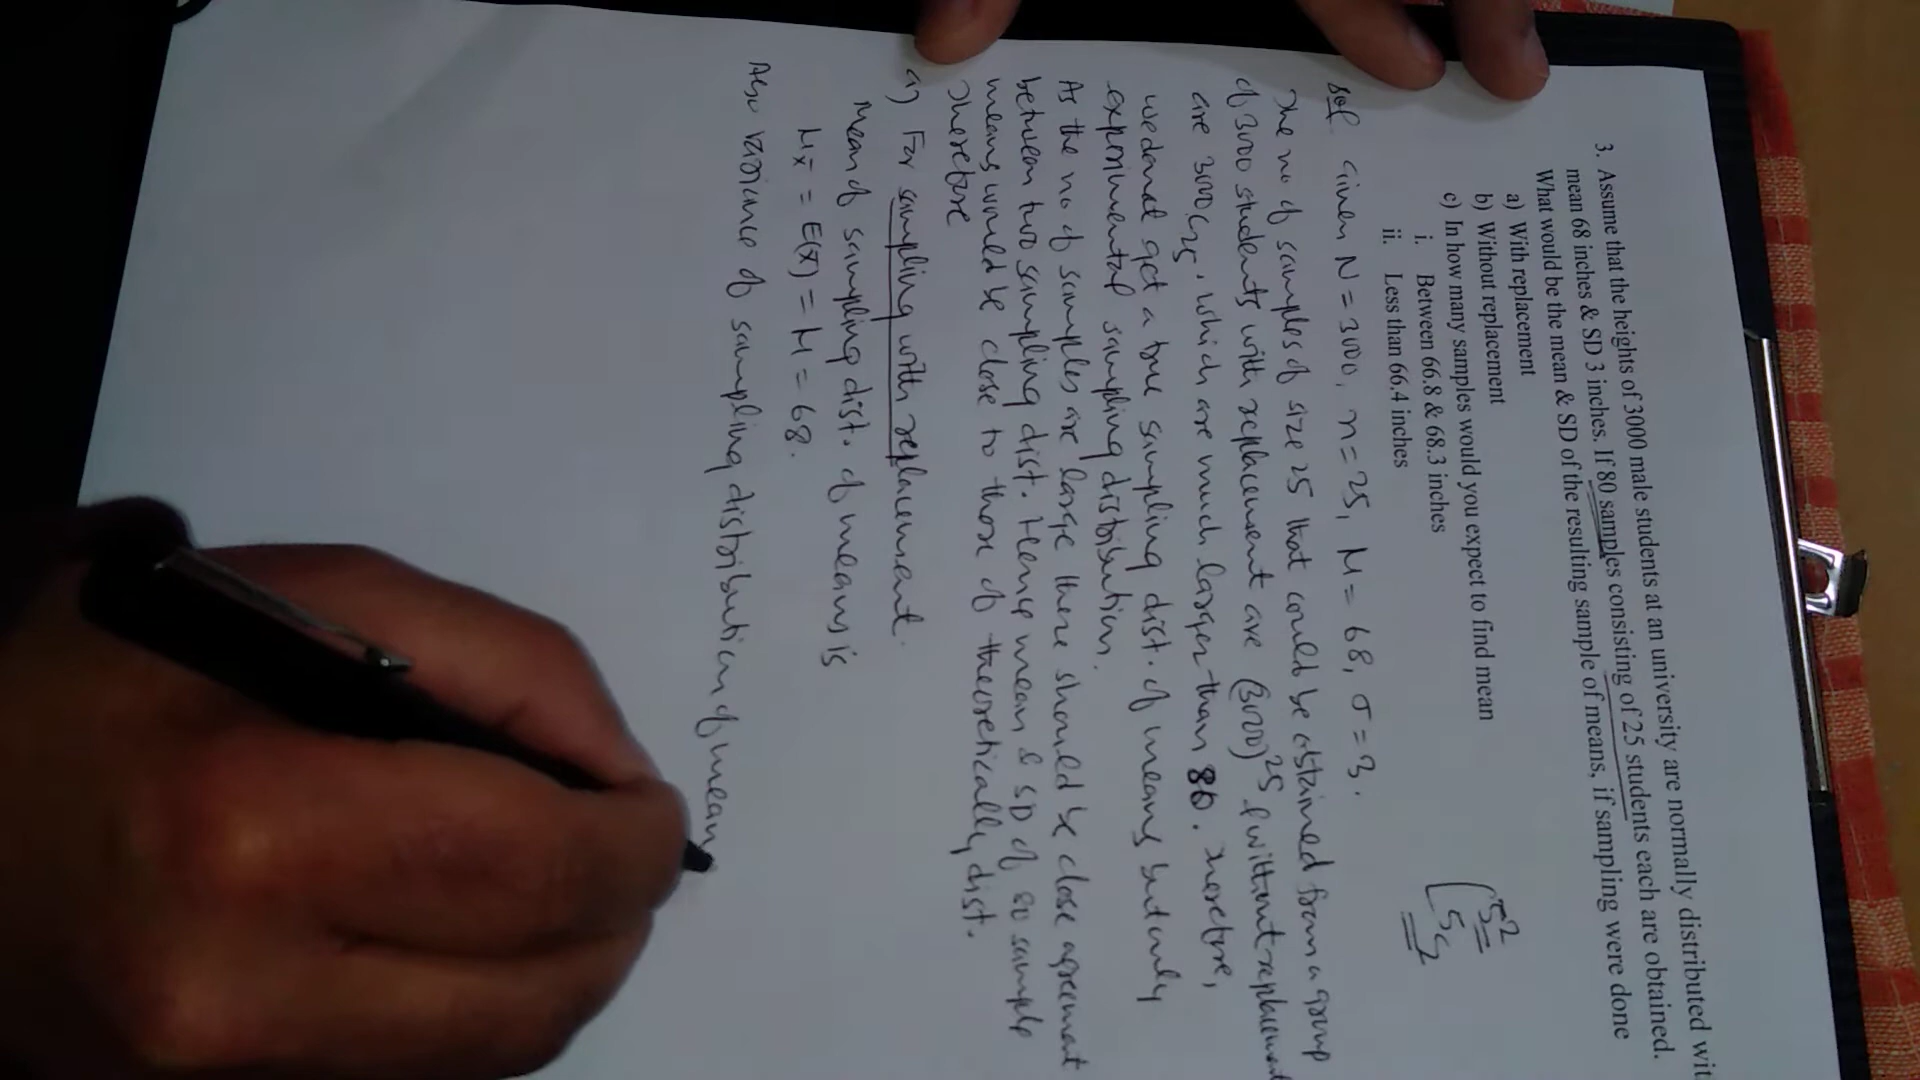 3. Assume that the heights of 3000 male students at an university are normally distributed wit
mean 68 inches & SD 3 inches. If 80 samples consisting of 25 students each are obtained.
What would be the mean & SD of the resulting sample of means, if sampling were done
a) With replacement
b) Without replacement
c) In how many samples would you expect to find mean
i. Between 66.8 & 68.3 inches
ii. Less than 66.4 inches
5²
5C2
Sol Given N = 3000, n = 25, μ = 68, σ = 3.
The no of samples of size 25 that could be obtained from a group
of 3000 students with replacement are (3000)²⁵ & without replacement
are 3000C25, which are much larger than 80. Therefore,
we donot get a true sampling dist. of means but only
experimental sampling distribution.
As the no of samples are large there should be close agreement
between two sampling dist. Hence mean & SD of 80 sample
means would be close to those of theoretically dist.
Therefore
a) For sampling with replacement.
Mean of sampling dist. of means is
μx̄ = E(x̄) = μ = 68.
Also variance of sampling distribution of mean